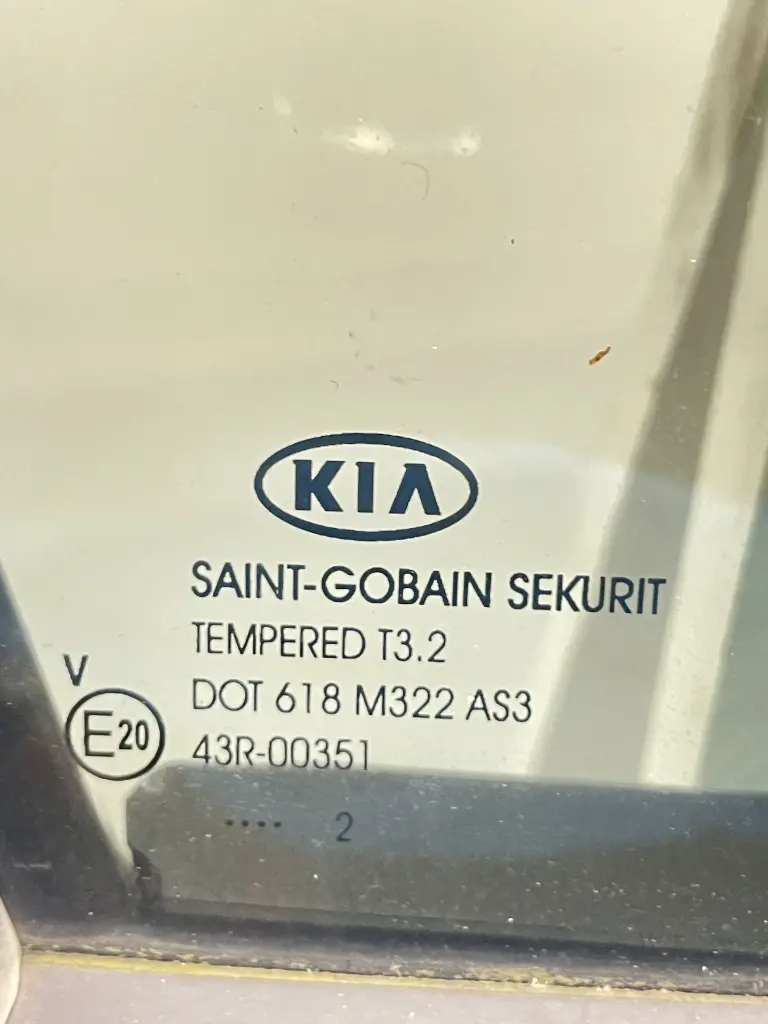 KIA
SAINT-GOBAIN SEKURIT
TEMPERED T3.2
V
DOT 618 M322 AS3
E20
43R-00351
.... 2